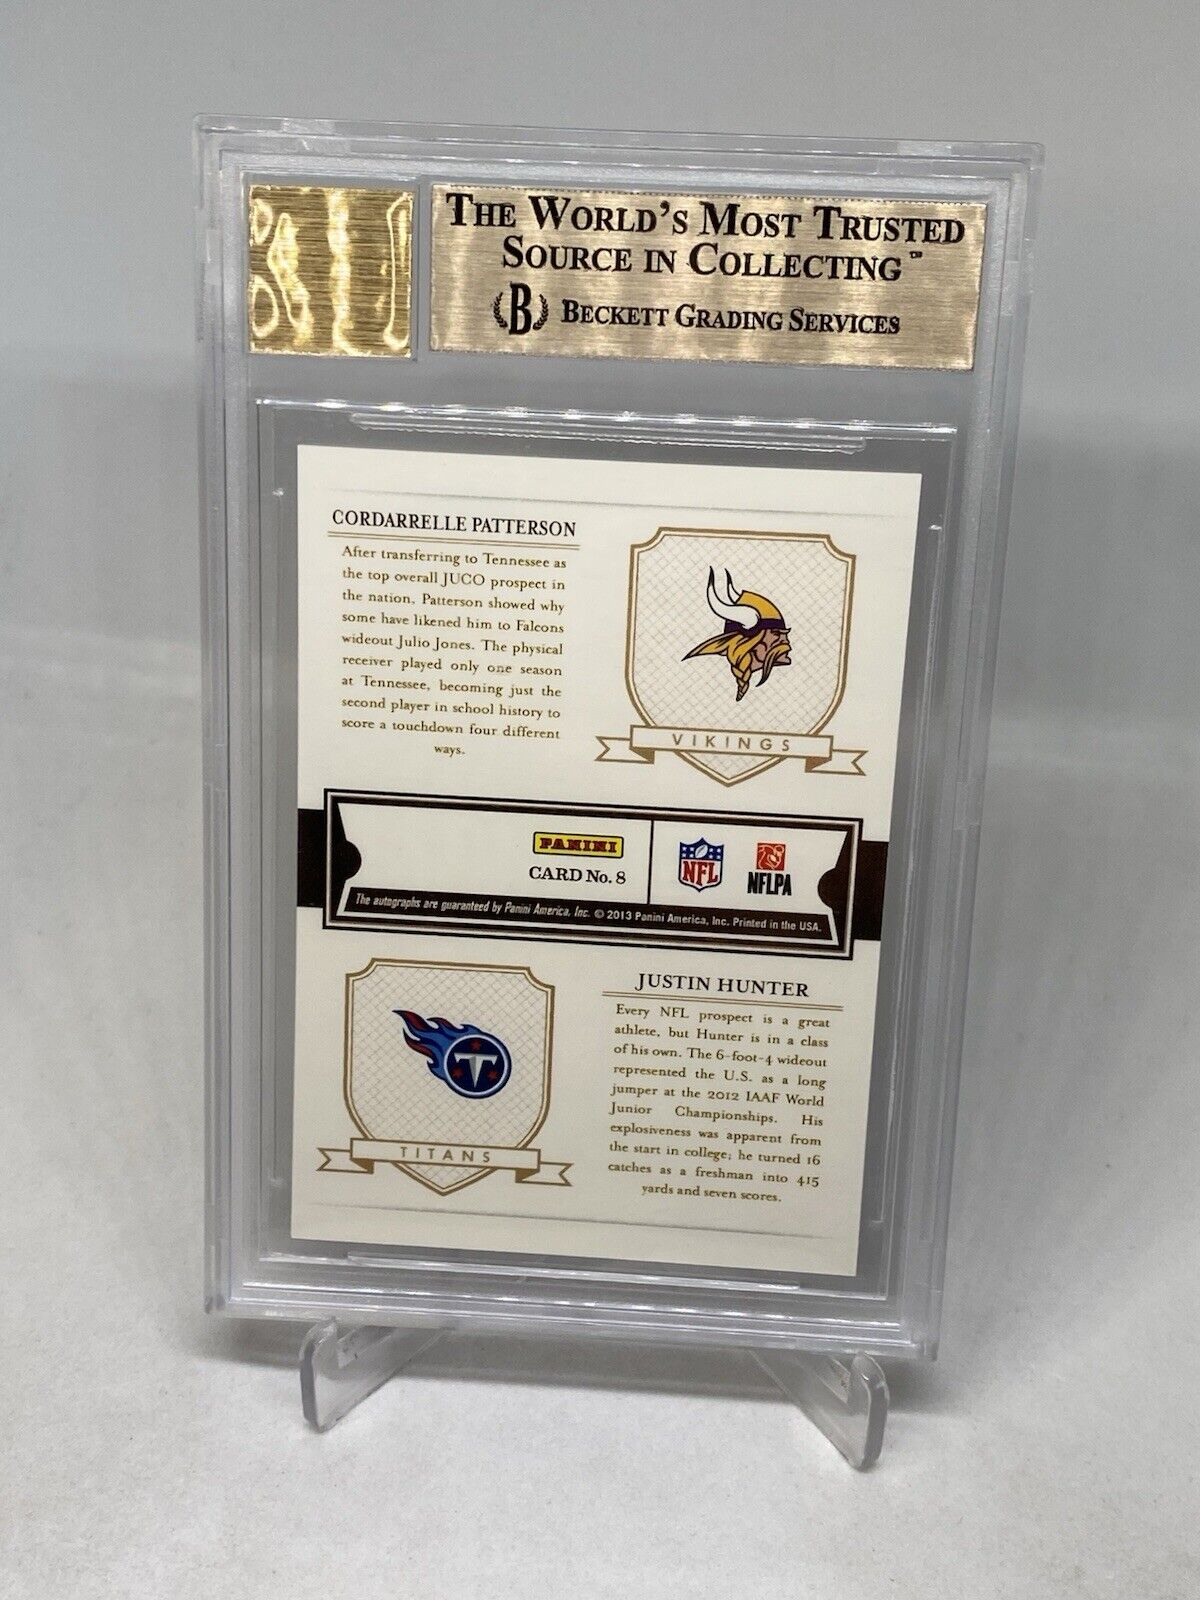 THE WORLD'S MOST TRUSTED
SOURCE IN COLLECTING™
B BECKETT GRADING SERVICES
CORDARRELLE PATTERSON
After transferring to Tennessee as
the top overall JUCO prospect in
the nation, Patterson showed why
some have likened him to Falcons
wideout Julio Jones. The physical
receiver played only one season
at Tennessee, becoming just the
second player in school history to
score a touchdown four different
ways.
VIKINGS
PANINI
CARD No. 8
NFL
NFLPA
The autographs are guaranteed by Panini America, Inc. © 2013 Panini America, Inc. Printed in the USA.
TITANS
JUSTIN HUNTER
Every NFL prospect is a great
athlete, but Hunter is in a class
of his own. The 6-foot-4 wideout
represented the U.S. as a long
jumper at the 2012 IAAF World
Junior Championships. His
explosiveness was apparent from
the start in college; he turned 16
catches as a freshman into 415
yards and seven scores.